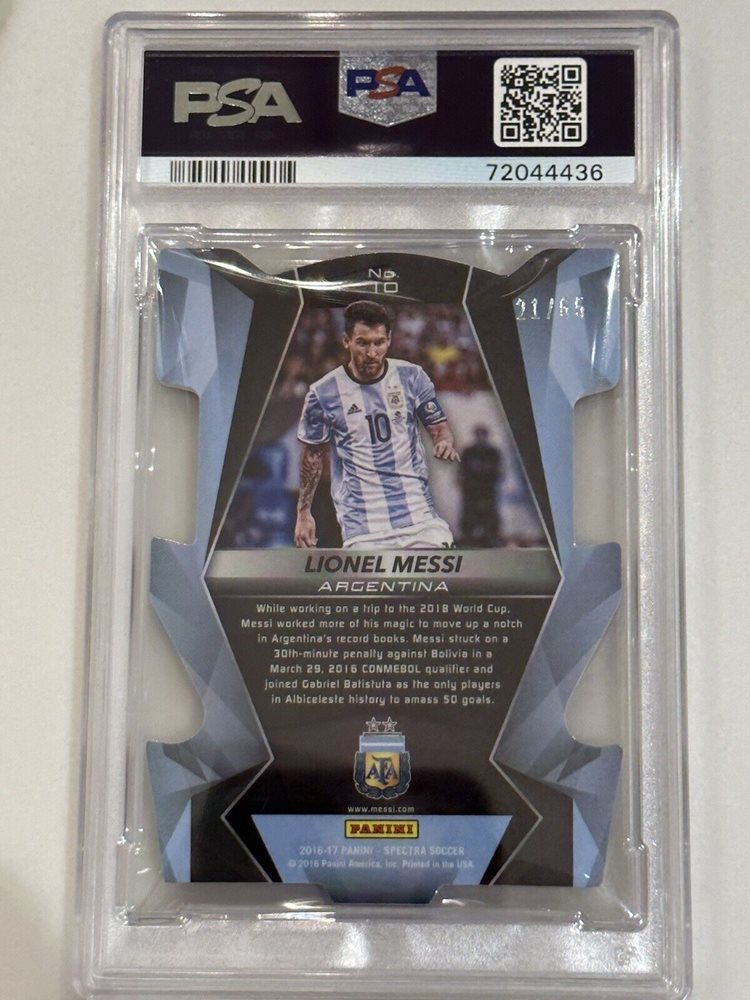 PSA
PSA
72044436
No.
10
21/65
10
LIONEL MESSI
ARGENTINA
While working on a trip to the 2018 World Cup,
Messi worked more of his magic to move up a notch
in Argentina's record books. Messi struck on a
30th-minute penalty against Bolivia in a
March 29, 2016 CONMEBOL qualifier and
joined Gabriel Batistuta as the only players
in Albiceleste history to amass 50 goals.
AFA
www.messi.com
PANINI
2016-17 PANINI - SPECTRA SOCCER
© 2016 Panini America, Inc. Printed in the USA.